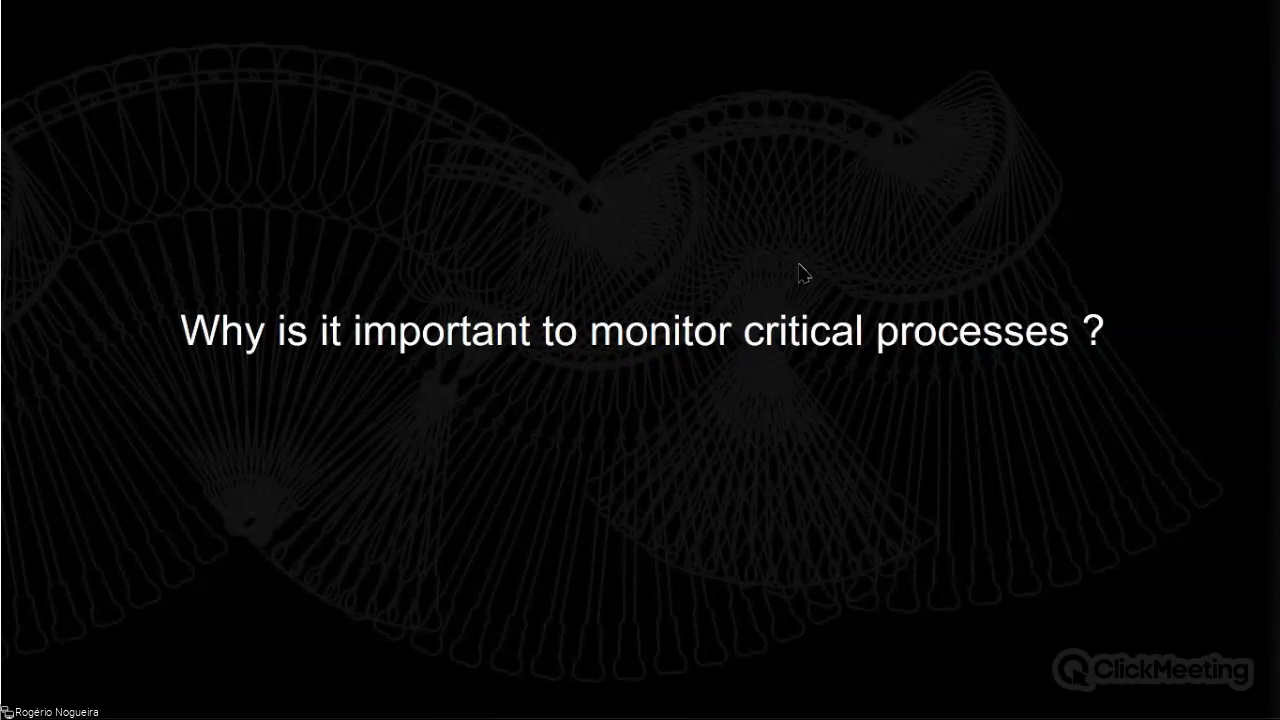 Why is it important to monitor critical processes ?
ClickMeeting
Rogério Nogueira